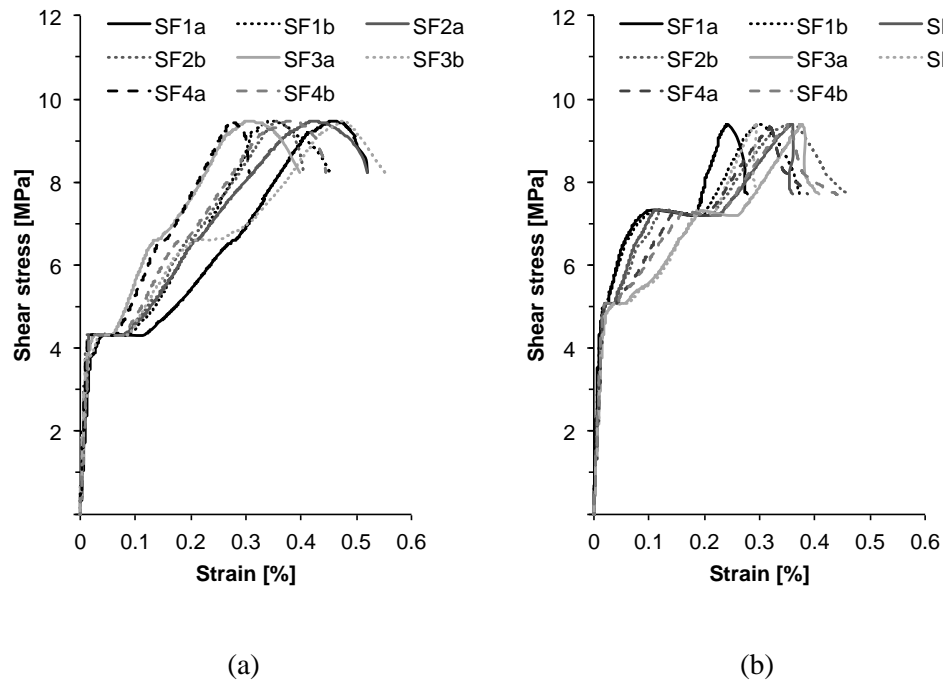 12
10
8
6
4
2
Shear stress [MPa]
SF1a SF1b SF2a
SF2b SF3a SF3b
SF4a SF4b
0 0.1 0.2 0.3 0.4 0.5 0.6
Strain [%]
(a)
12
10
8
6
4
2
Shear stress [MPa]
SF1a SF1b SF
SF2b SF3a SF
SF4a SF4b
0 0.1 0.2 0.3 0.4 0.5 0.6
Strain [%]
(b)